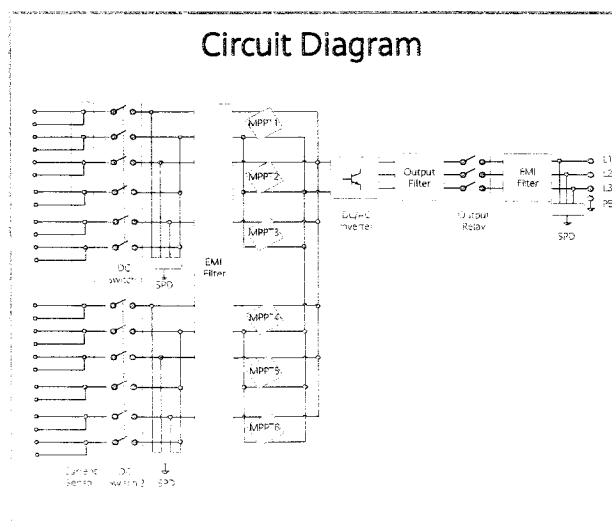 Circuit Diagram
MPPT1
MPPT2
MPPT3
MPPT4
MPPT5
MPPT6
EMI
Filter
DC
Switch 1
SPD
Current
Sensor
DC
Switch 2
SPD
DC/AC
Inverter
Output
Filter
Output
Relay
EMI
Filter
SPD
L1
L2
L3
PE